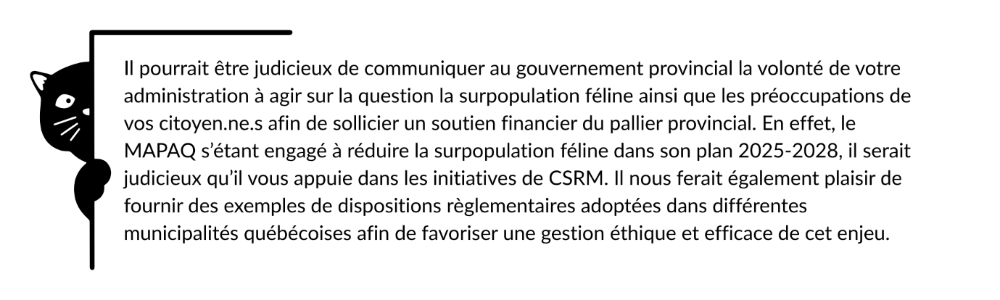 Il pourrait être judicieux de communiquer au gouvernement provincial la volonté de votre
administration à agir sur la question la surpopulation féline ainsi que les préoccupations de
vos citoyen.ne.s afin de sollicier un soutien financier du pallier provincial. En effet, le
MAPAQ s’étant engagé à réduire la surpopulation féline dans son plan 2025-2028, il serait
judicieux qu’il vous appuie dans les initiatives de CSRM. Il nous ferait également plaisir de
fournir des exemples de dispositions règlementaires adoptées dans différentes
municipalités québécoises afin de favoriser une gestion éthique et efficace de cet enjeu.